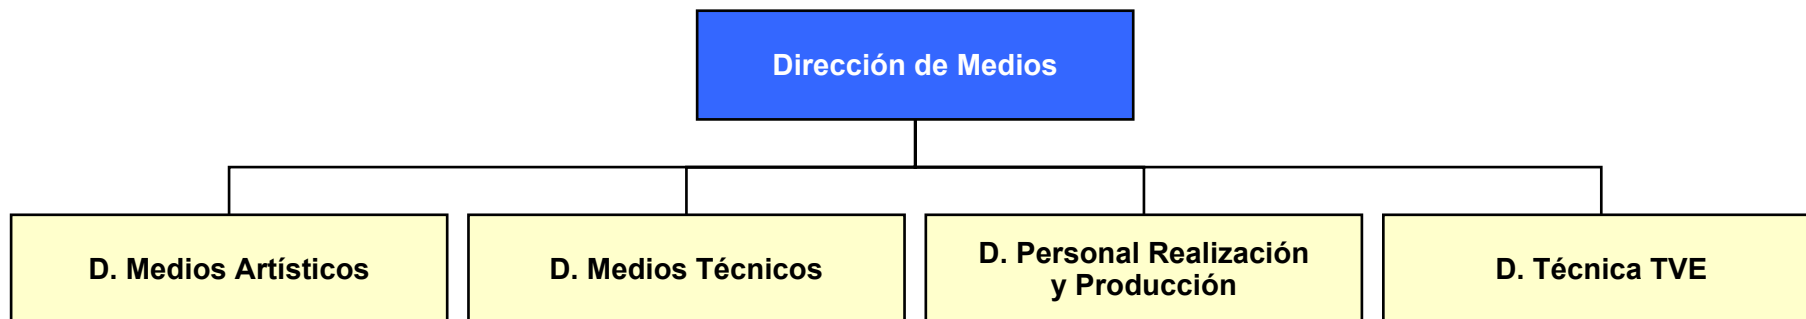 Dirección de Medios
D. Medios Artísticos
D. Medios Técnicos
D. Personal Realización
y Producción
D. Técnica TVE